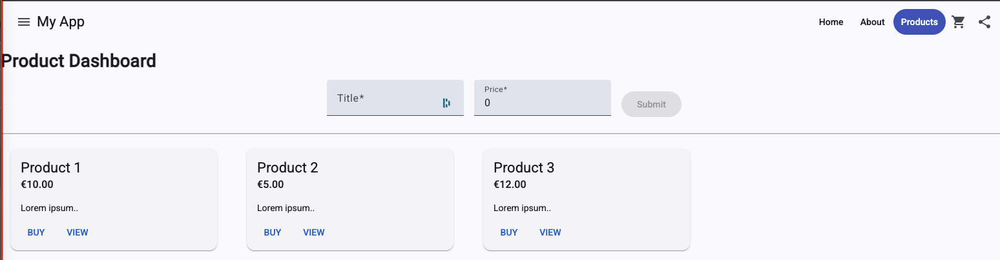 My App Home About Products
Product Dashboard
Title* Price*
0
Submit
Product 1 Product 2 Product 3
€10.00 €5.00 €12.00
Lorem ipsum.. Lorem ipsum.. Lorem ipsum..
BUY VIEW BUY VIEW BUY VIEW